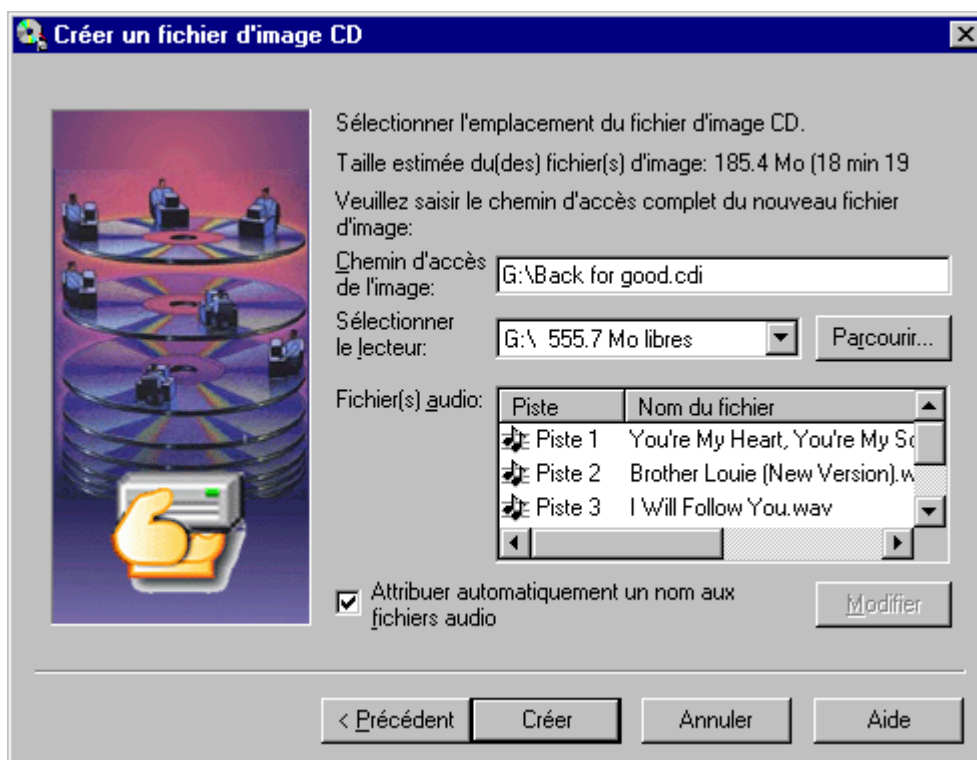 Créer un fichier d'image CD
Sélectionner l'emplacement du fichier d'image CD.
Taille estimée du(des) fichier(s) d'image: 185.4 Mo (18 min 19
Veuillez saisir le chemin d'accès complet du nouveau fichier
d'image:
Chemin d'accès
de l'image:
G:\Back for good.cdi
Sélectionner
le lecteur:
G:\ 555.7 Mo libres
Parcourir...
Fichier(s) audio:
Piste Nom du fichier
Piste 1 You're My Heart, You're My So
Piste 2 Brother Louie (New Version).w
Piste 3 I Will Follow You.wav
Attribuer automatiquement un nom aux
fichiers audio
Modifier
< Précédent
Créer
Annuler
Aide